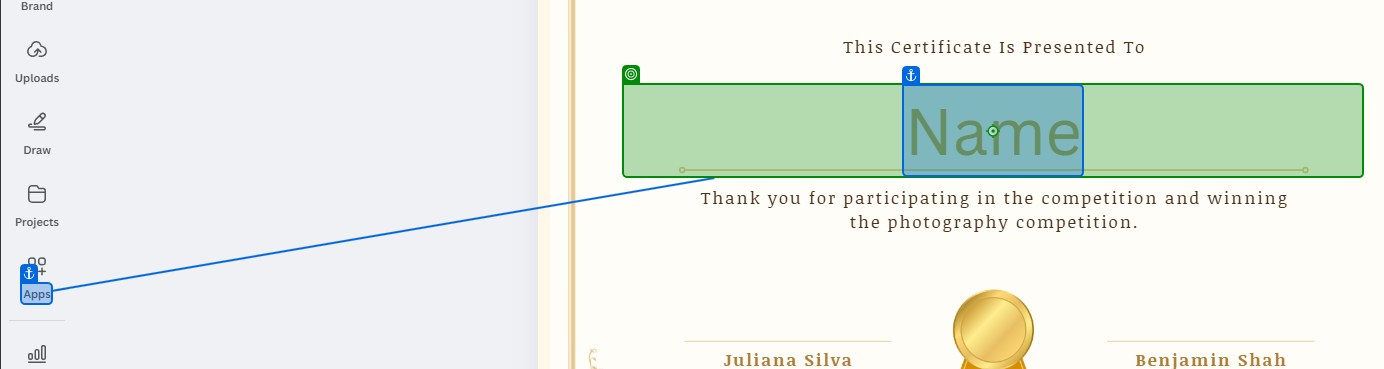 Brand
Uploads
Draw
Projects
Apps
This Certificate Is Presented To
Name
Thank you for participating in the competition and winning
the photography competition.
Juliana Silva
Benjamin Shah